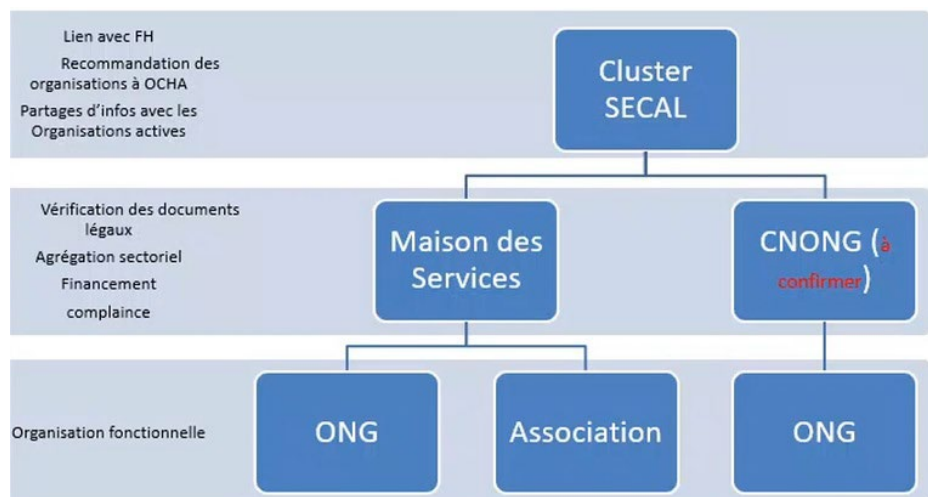 Lien avec FH
Recommandation des
organisations à OCHA
Partages d'infos avec les
Organisations actives
Cluster
SECAL
Vérification des documents
légaux
Agrégation sectoriel
Financement
complaince
Maison des
Services
CNONG (à
confirmer)
Organisation fonctionnelle
ONG
Association
ONG